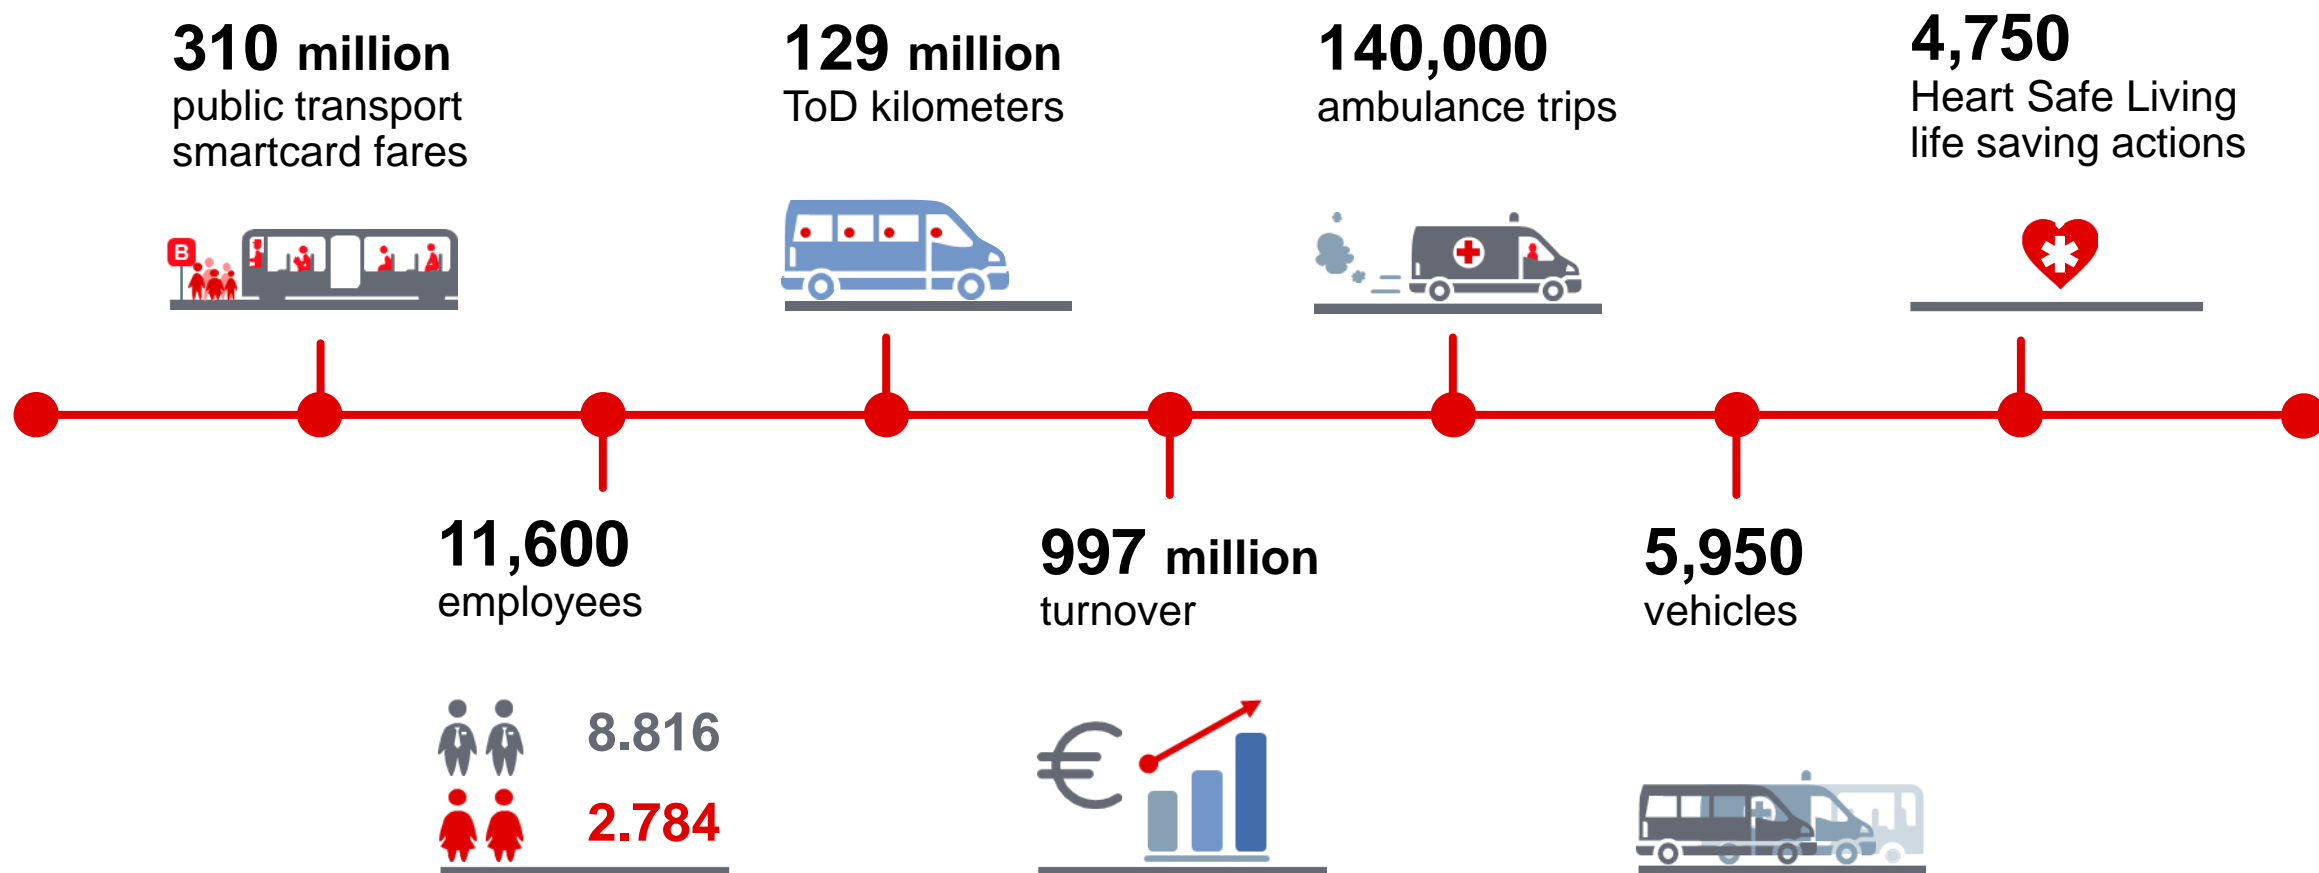 310 million
public transport
smartcard fares
129 million
ToD kilometers
140,000
ambulance trips
4,750
Heart Safe Living
life saving actions
B
11,600
employees
8.816
2.784
997 million
turnover
€
5,950
vehicles